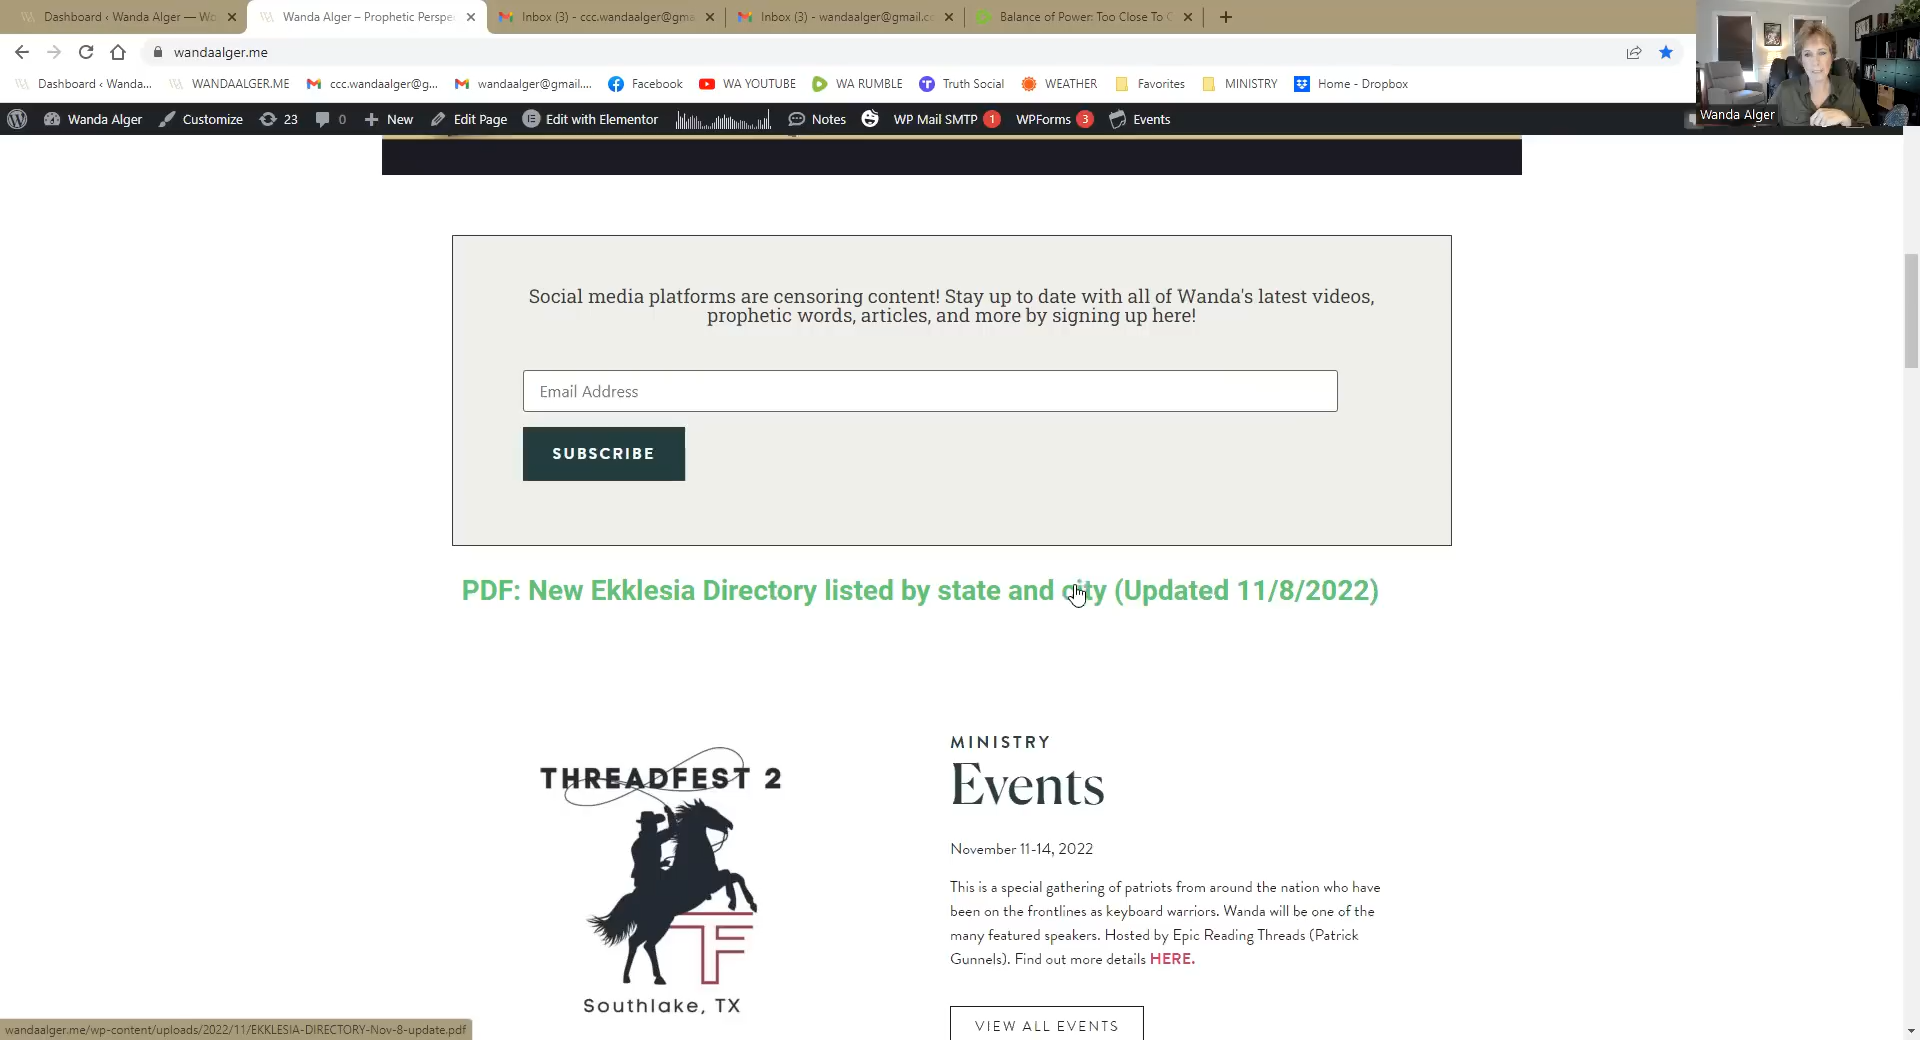 Dashboard ‹ Wanda Alger — Wo
Wanda Alger – Prophetic Perspe
Inbox (3) - ccc.wandaalger@gma
Inbox (3) - wandaalger@gmail.co
Balance of Power: Too Close To C
wandaalger.me
Dashboard ‹ Wanda...
WANDAALGER.ME
ccc.wandaalger@g...
wandaalger@gmail....
Facebook
WA YOUTUBE
WA RUMBLE
Truth Social
WEATHER
Favorites
MINISTRY
Home - Dropbox
Wanda Alger
Wanda Alger
Customize
23
0
New
Edit Page
Edit with Elementor
Notes
WP Mail SMTP 1
WPForms 3
Events
Social media platforms are censoring content! Stay up to date with all of Wanda's latest videos,
prophetic words, articles, and more by signing up here!
Email Address
SUBSCRIBE
PDF: New Ekklesia Directory listed by state and city (Updated 11/8/2022)
THREADFEST 2
TF
Southlake, TX
MINISTRY
Events
November 11-14, 2022
This is a special gathering of patriots from around the nation who have
been on the frontlines as keyboard warriors. Wanda will be one of the
many featured speakers. Hosted by Epic Reading Threads (Patrick
Gunnels). Find out more details HERE.
VIEW ALL EVENTS
wandaalger.me/wp-content/uploads/2022/11/EKKLESIA-DIRECTORY-Nov-8-update.pdf